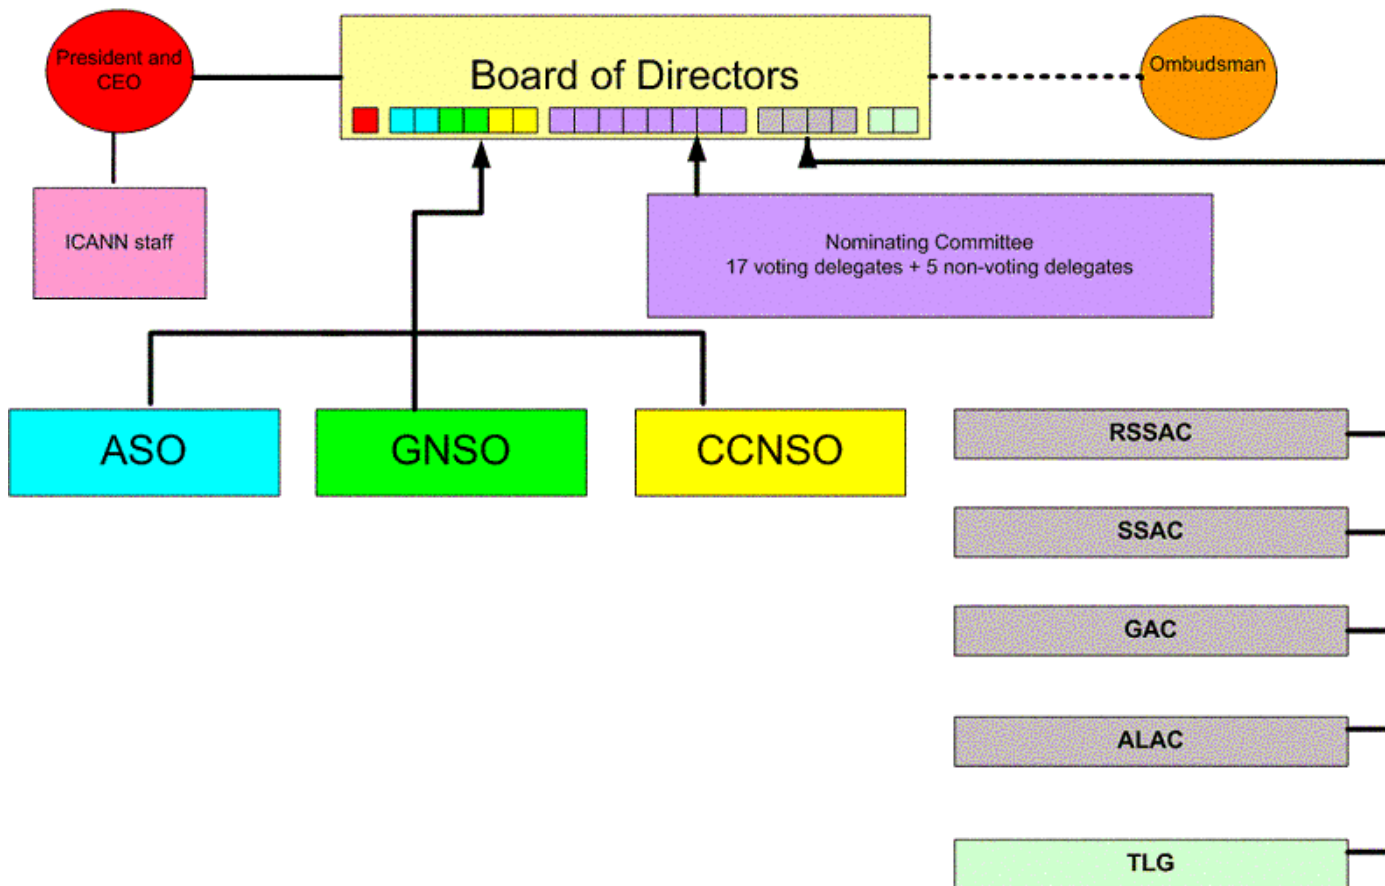 President and
CEO
Board of Directors
Ombudsman
ICANN staff
Nominating Committee
17 voting delegates + 5 non-voting delegates
ASO
GNSO
CCNSO
RSSAC
SSAC
GAC
ALAC
TLG